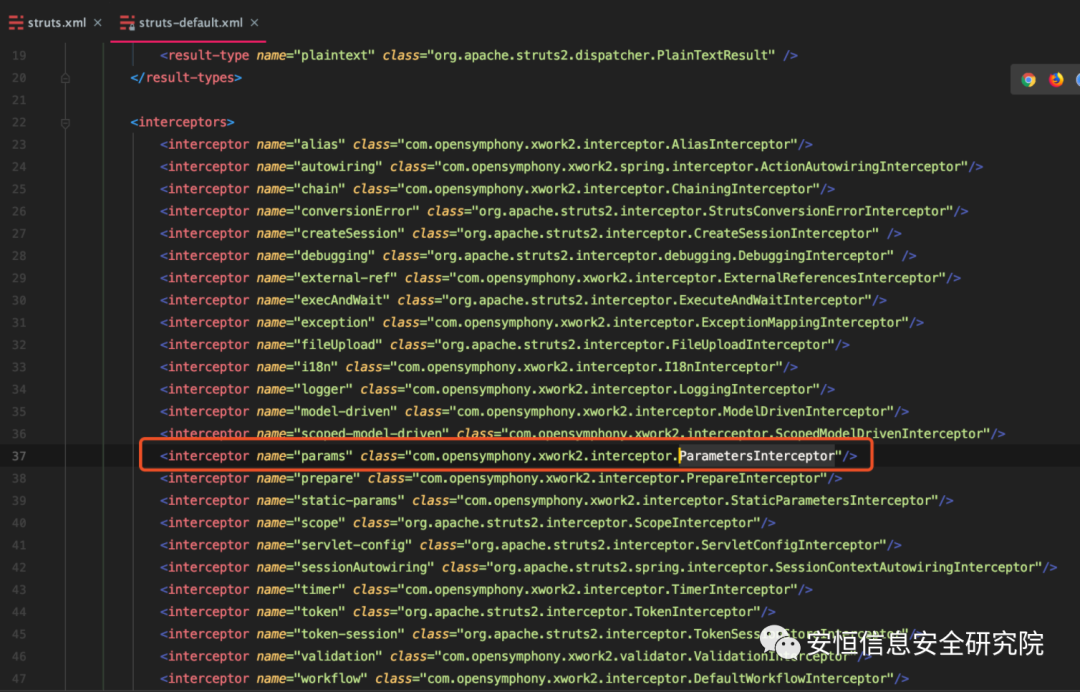 struts.xml × struts-default.xml ×
19 <result-type name="plaintext" class="org.apache.struts2.dispatcher.PlainTextResult" />
20 </result-types>
21
22 <interceptors>
23 <interceptor name="alias" class="com.opensymphony.xwork2.interceptor.AliasInterceptor"/>
24 <interceptor name="autowiring" class="com.opensymphony.xwork2.spring.interceptor.ActionAutowiringInterceptor"/>
25 <interceptor name="chain" class="com.opensymphony.xwork2.interceptor.ChainingInterceptor"/>
26 <interceptor name="conversionError" class="org.apache.struts2.interceptor.StrutsConversionErrorInterceptor"/>
27 <interceptor name="createSession" class="org.apache.struts2.interceptor.CreateSessionInterceptor" />
28 <interceptor name="debugging" class="org.apache.struts2.interceptor.debugging.DebuggingInterceptor" />
29 <interceptor name="external-ref" class="com.opensymphony.xwork2.interceptor.ExternalReferencesInterceptor"/>
30 <interceptor name="execAndWait" class="org.apache.struts2.interceptor.ExecuteAndWaitInterceptor"/>
31 <interceptor name="exception" class="com.opensymphony.xwork2.interceptor.ExceptionMappingInterceptor"/>
32 <interceptor name="fileUpload" class="org.apache.struts2.interceptor.FileUploadInterceptor"/>
33 <interceptor name="i18n" class="com.opensymphony.xwork2.interceptor.I18nInterceptor"/>
34 <interceptor name="logger" class="com.opensymphony.xwork2.interceptor.LoggingInterceptor"/>
35 <interceptor name="model-driven" class="com.opensymphony.xwork2.interceptor.ModelDrivenInterceptor"/>
36 <interceptor name="scoped-model-driven" class="com.opensymphony.xwork2.interceptor.ScopedModelDrivenInterceptor"/>
37 <interceptor name="params" class="com.opensymphony.xwork2.interceptor.ParametersInterceptor"/>
38 <interceptor name="prepare" class="com.opensymphony.xwork2.interceptor.PrepareInterceptor"/>
39 <interceptor name="static-params" class="com.opensymphony.xwork2.interceptor.StaticParametersInterceptor"/>
40 <interceptor name="scope" class="org.apache.struts2.interceptor.ScopeInterceptor"/>
41 <interceptor name="servlet-config" class="org.apache.struts2.interceptor.ServletConfigInterceptor"/>
42 <interceptor name="sessionAutowiring" class="org.apache.struts2.spring.interceptor.SessionContextAutowiringInterceptor"/>
43 <interceptor name="timer" class="com.opensymphony.xwork2.interceptor.TimerInterceptor"/>
44 <interceptor name="token" class="org.apache.struts2.interceptor.TokenInterceptor"/>
45 <interceptor name="token-session" class="org.apache.struts2.interceptor.TokenSessionStoreInterceptor"/>
46 <interceptor name="validation" class="com.opensymphony.xwork2.validator.ValidationInterceptor"/>
47 <interceptor name="workflow" class="com.opensymphony.xwork2.interceptor.DefaultWorkflowInterceptor"/>
安恒信息安全研究院